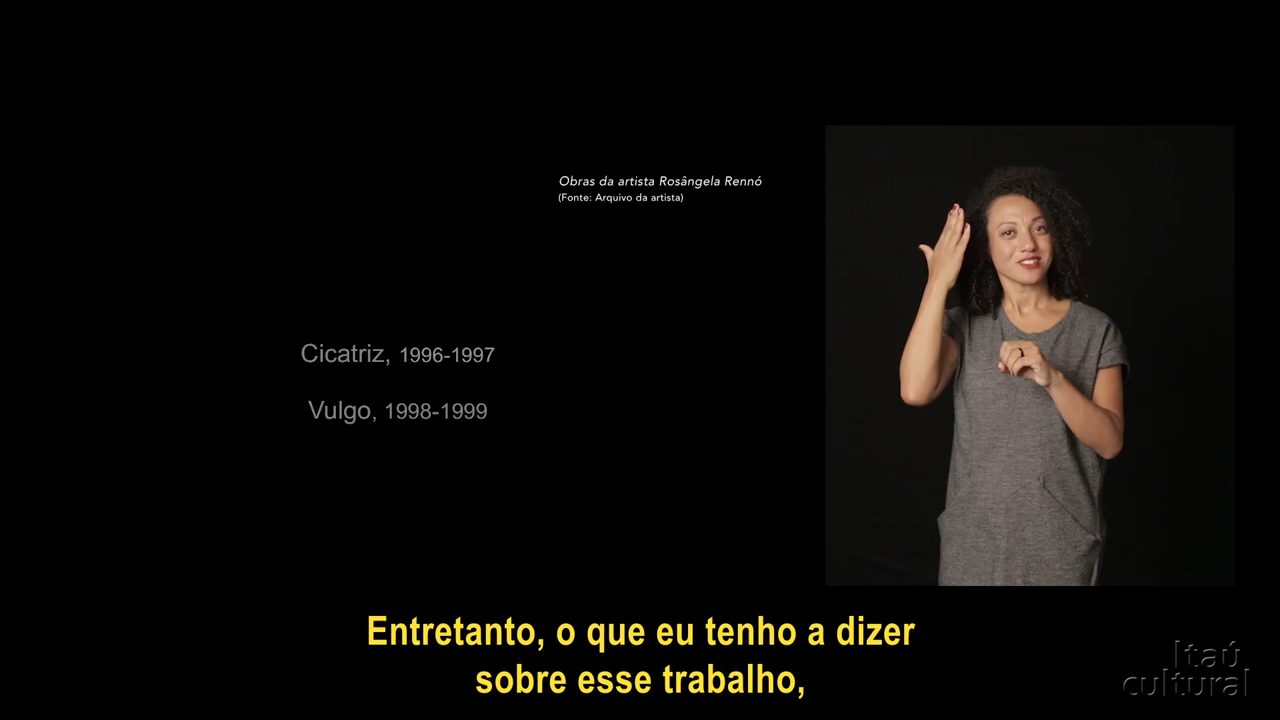 Obras da artista Rosângela Rennó
(Fonte: Arquivo da artista)
Cicatriz, 1996-1997
Vulgo, 1998-1999
Entretanto, o que eu tenho a dizer
sobre esse trabalho,
Itaú
cultural